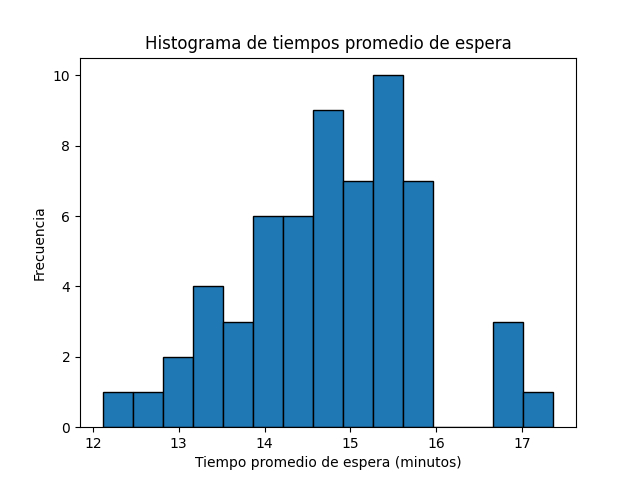 Histograma de tiempos promedio de espera
10
8
6
4
2
0
Frecuencia
12 13 14 15 16 17
Tiempo promedio de espera (minutos)